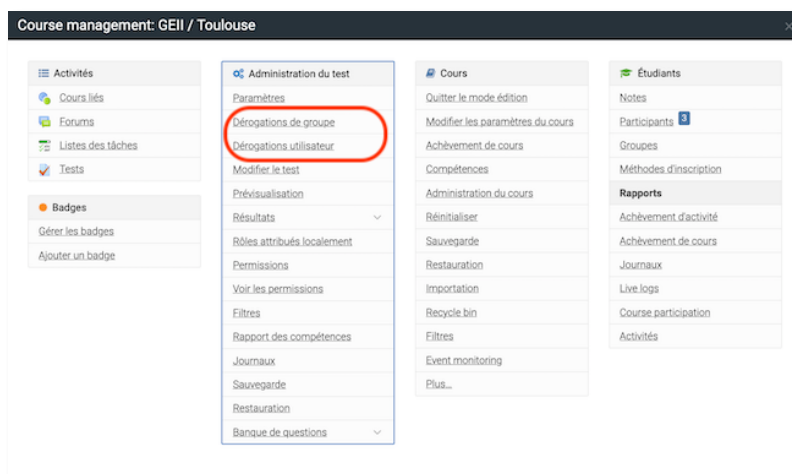 Course management: GEII / Toulouse
×
Activités
Cours liés
Forums
Listes des tâches
Tests
Badges
Gérer les badges
Ajouter un badge
Administration du test
Paramètres
Dérogations de groupe
Dérogations utilisateur
Modifier le test
Prévisualisation
Résultats
Rôles attribués localement
Permissions
Voir les permissions
Filtres
Rapport des compétences
Journaux
Sauvegarde
Restauration
Banque de questions
Cours
Quitter le mode édition
Modifier les paramètres du cours
Achèvement de cours
Compétences
Administration du cours
Réinitialiser
Sauvegarde
Restauration
Importation
Recycle bin
Filtres
Event monitoring
Plus...
Étudiants
Notes
Participants 3
Groupes
Méthodes d'inscription
Rapports
Achèvement d'activité
Achèvement de cours
Journaux
Live logs
Course participation
Activités